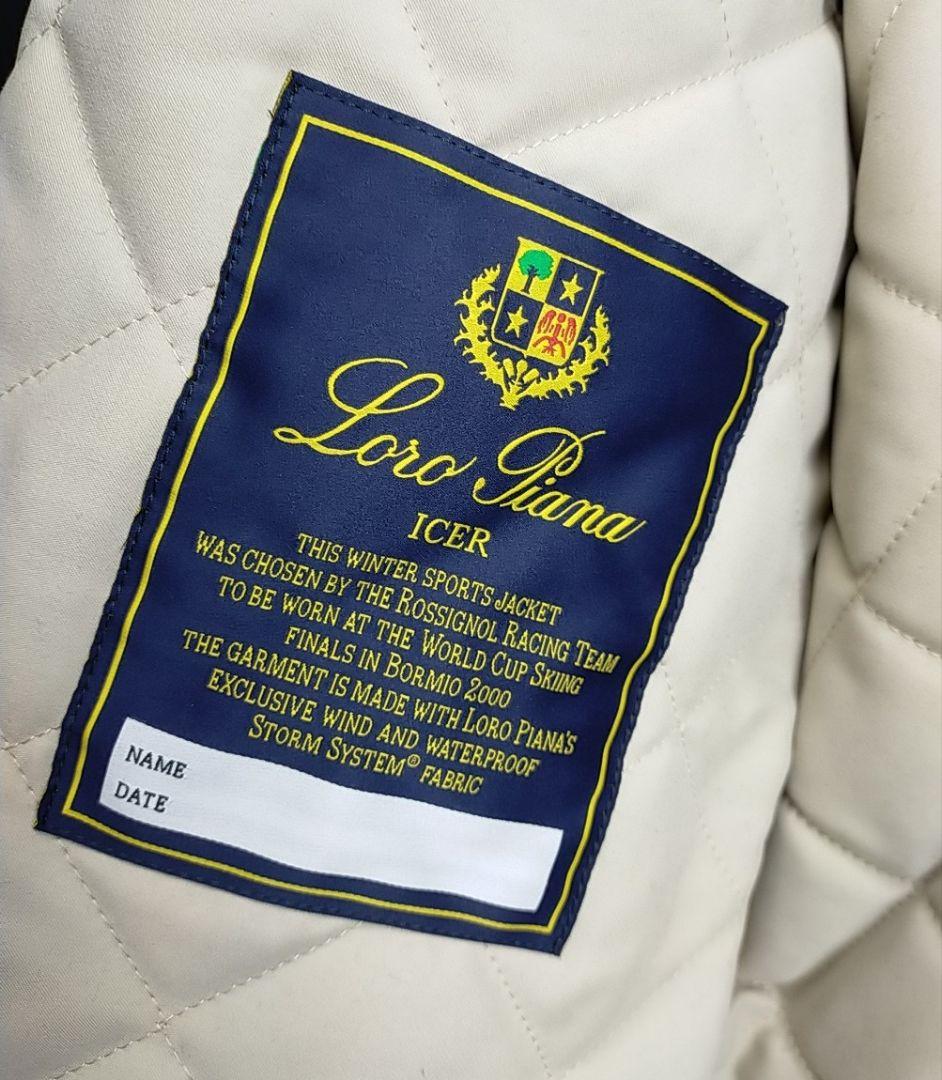 Loro Piana
ICER
THIS WINTER SPORTS JACKET
WAS CHOSEN BY THE ROSSIGNOL RACING TEAM
TO BE WORN AT THE WORLD CUP SKIING
FINALS IN BORMIO 2000
THE GARMENT IS MADE WITH LORO PIANA'S
EXCLUSIVE WIND AND WATERPROOF
STORM SYSTEM® FABRIC
NAME
DATE